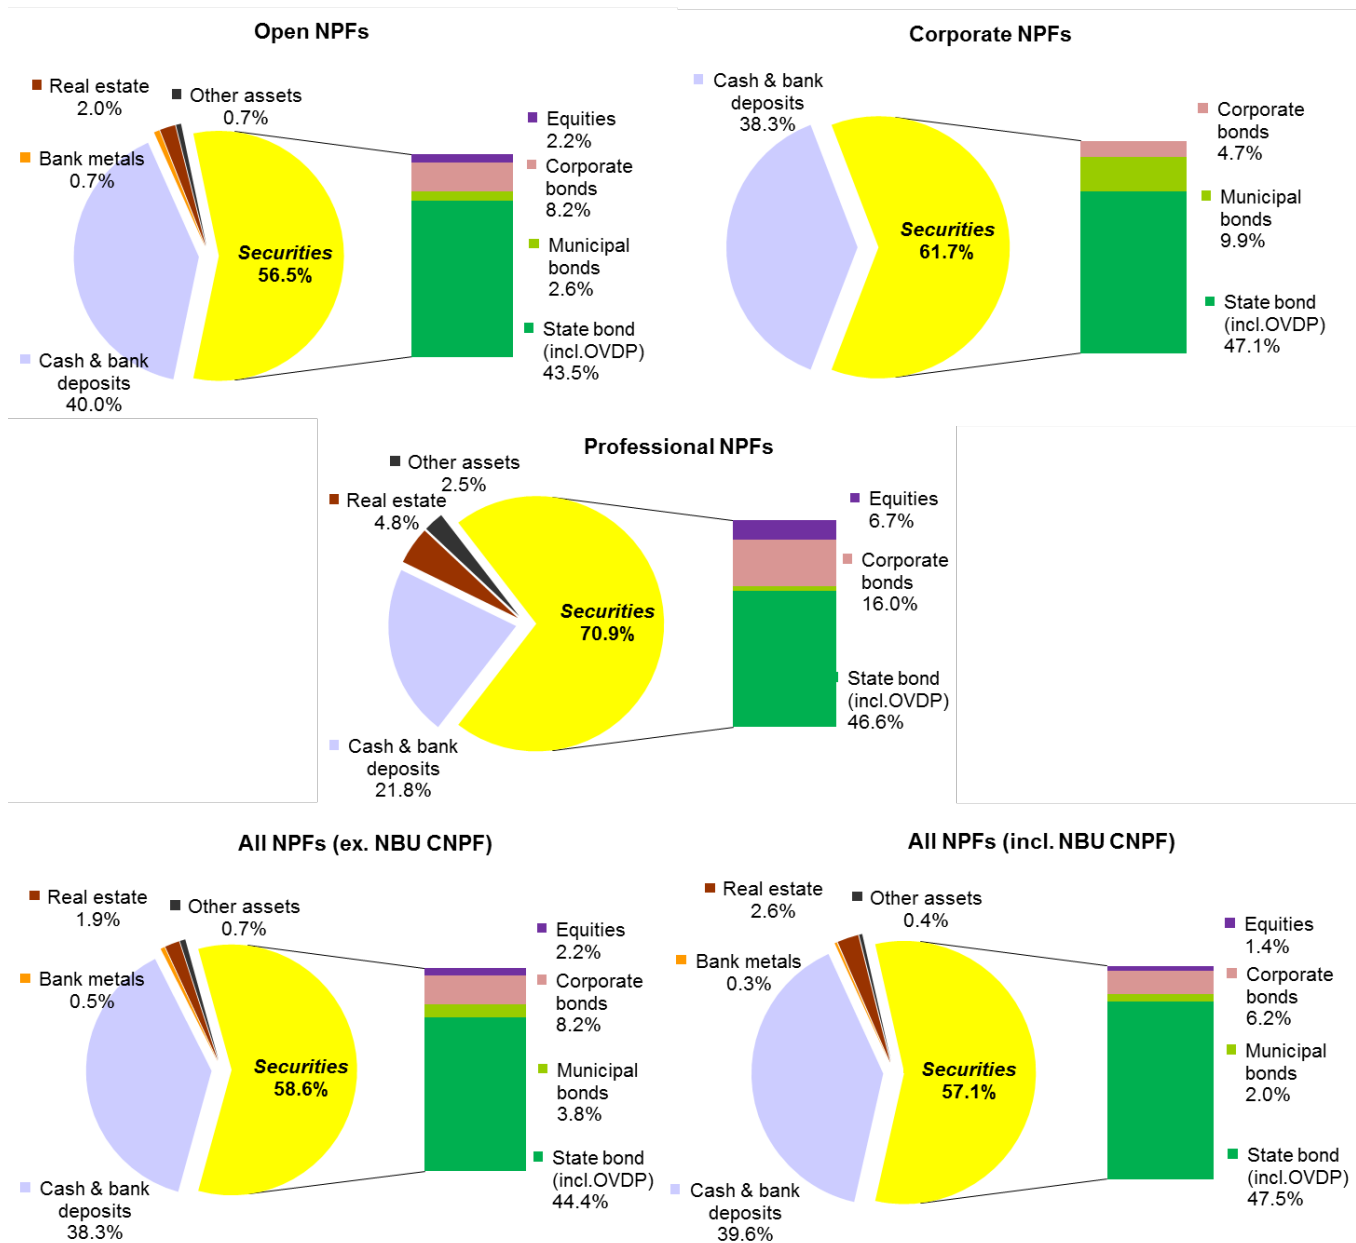 Open NPFs
Real estate
2.0%
Other assets
0.7%
Bank metals
0.7%
Securities
56.5%
Cash & bank
deposits
40.0%
Equities
2.2%
Corporate
bonds
8.2%
Municipal
bonds
2.6%
State bond
(incl.OVDP)
43.5%
Corporate NPFs
Cash & bank
deposits
38.3%
Securities
61.7%
Corporate
bonds
4.7%
Municipal
bonds
9.9%
State bond
(incl.OVDP)
47.1%
Professional NPFs
Other assets
2.5%
Real estate
4.8%
Securities
70.9%
Cash & bank
deposits
21.8%
Equities
6.7%
Corporate
bonds
16.0%
State bond
(incl.OVDP)
46.6%
All NPFs (ex. NBU CNPF)
Real estate
1.9%
Other assets
0.7%
Bank metals
0.5%
Securities
58.6%
Cash & bank
deposits
38.3%
Equities
2.2%
Corporate
bonds
8.2%
Municipal
bonds
3.8%
State bond
(incl.OVDP)
44.4%
All NPFs (incl. NBU CNPF)
Real estate
2.6%
Other assets
0.4%
Bank metals
0.3%
Securities
57.1%
Cash & bank
deposits
39.6%
Equities
1.4%
Corporate
bonds
6.2%
Municipal
bonds
2.0%
State bond
(incl.OVDP)
47.5%